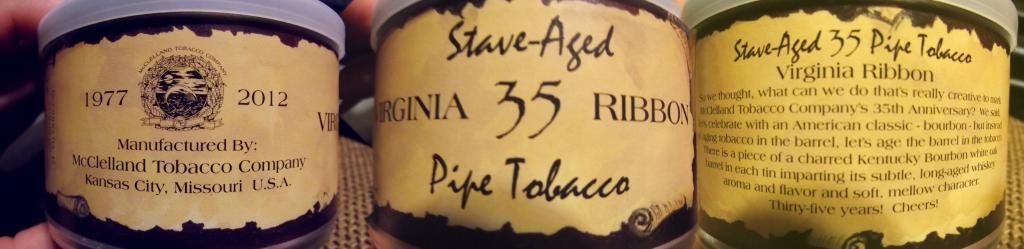 McCLELLAND TOBACCO COMPANY
1977 2012
Manufactured By:
McClelland Tobacco Company
Kansas City, Missouri U.S.A.
Stave-Aged
35
VIRGINIA RIBBON
Pipe Tobacco
Stave-Aged 35 Pipe Tobacco
Virginia Ribbon
So we thought, what can we do that's really creative to mark
McClelland Tobacco Company's 35th Anniversary? We said,
let's celebrate with an American classic - bourbon - but instead
of aging tobacco in the barrel, let's age the barrel in the tobacco.
There is a piece of a charred Kentucky Bourbon white oak
barrel in each tin imparting its subtle, long-aged whiskey
aroma and flavor and soft, mellow character.
Thirty-five years! Cheers!